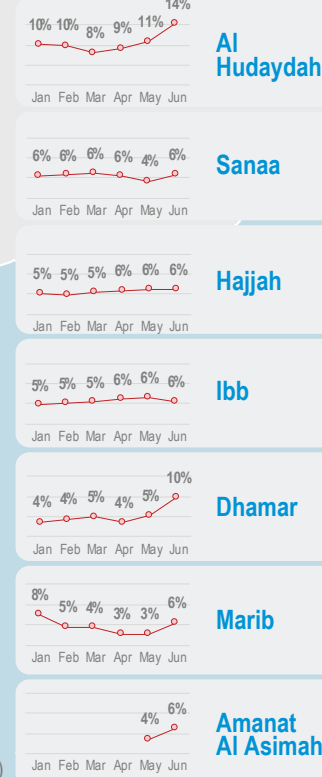 14%
10% 10% 8% 9% 11%
Al
Hudaydah
Jan Feb Mar Apr May Jun
6% 6% 6% 6% 4% 6%
Sanaa
Jan Feb Mar Apr May Jun
5% 5% 5% 6% 6% 6%
Hajjah
Jan Feb Mar Apr May Jun
5% 5% 5% 6% 6% 6%
Ibb
Jan Feb Mar Apr May Jun
10%
4% 4% 5% 4% 5%
Dhamar
Jan Feb Mar Apr May Jun
8%
5% 4% 3% 3% 6%
Marib
Jan Feb Mar Apr May Jun
4% 6%
Amanat
Al Asimah
Jan Feb Mar Apr May Jun
)